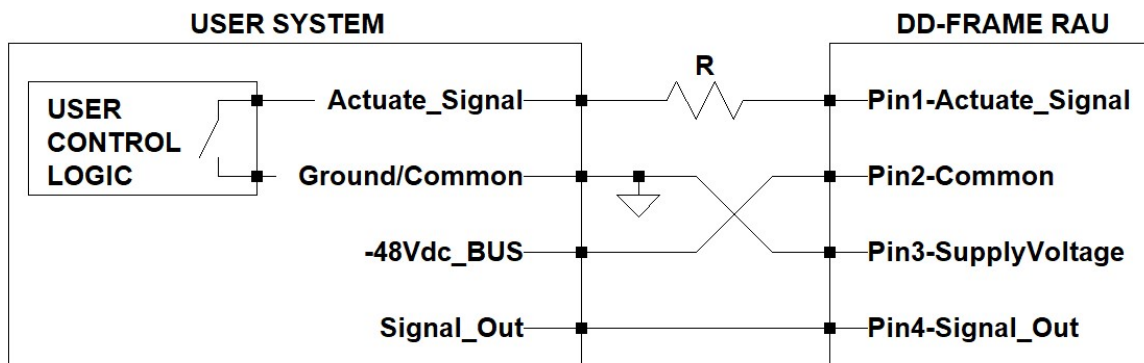 USER SYSTEM
DD-FRAME RAU
R
USER
CONTROL
LOGIC
Actuate_Signal
Pin1-Actuate_Signal
Ground/Common
Pin2-Common
-48Vdc_BUS
Pin3-SupplyVoltage
Signal_Out
Pin4-Signal_Out